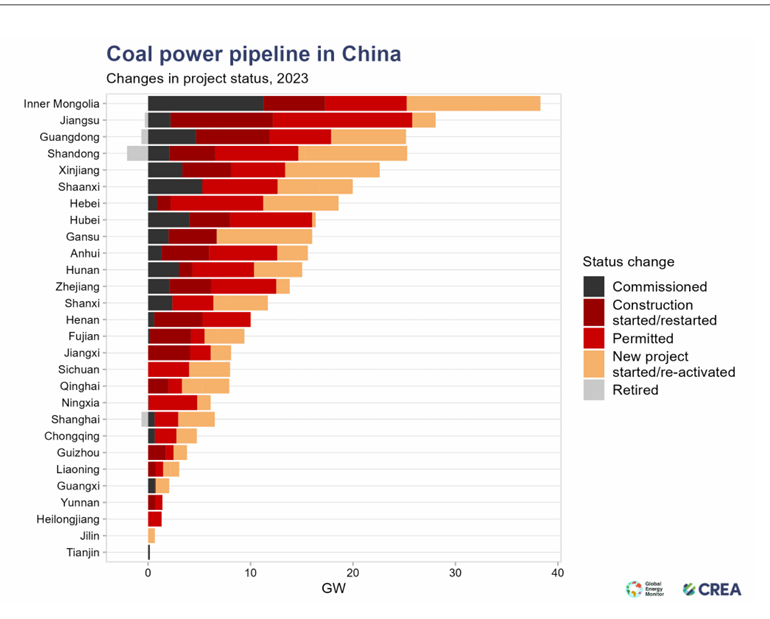 Coal power pipeline in China
Changes in project status, 2023
Inner Mongolia
Jiangsu
Guangdong
Shandong
Xinjiang
Shaanxi
Hebei
Hubei
Gansu
Anhui
Hunan
Zhejiang
Shanxi
Henan
Fujian
Jiangxi
Sichuan
Qinghai
Ningxia
Shanghai
Chongqing
Guizhou
Liaoning
Guangxi
Yunnan
Heilongjiang
Jilin
Tianjin
0 10 20 30 40
GW
Status change
Commissioned
Construction
started/restarted
Permitted
New project
started/re-activated
Retired
Global
Energy
Monitor
CREA